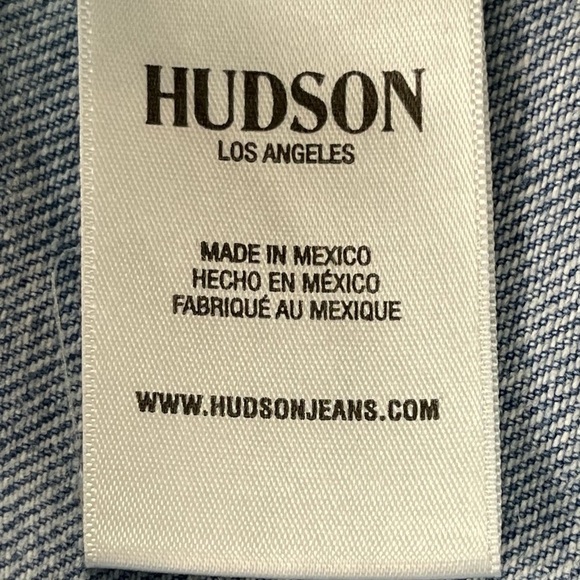 HUDSON
LOS ANGELES
MADE IN MEXICO
HECHO EN MÉXICO
FABRIQUÉ AU MEXIQUE
WWW.HUDSONJEANS.COM